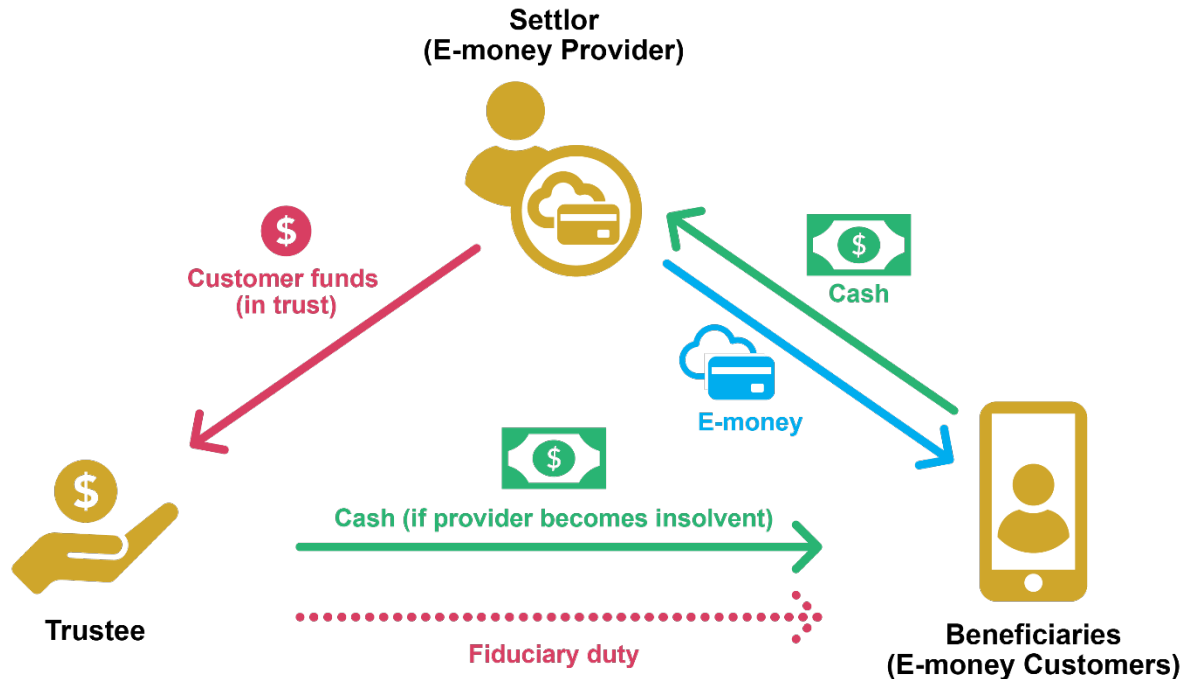 Settlor
(E-money Provider)
$
Customer funds
(in trust)
$
Cash
E-money
$
$
Cash (if provider becomes insolvent)
Trustee
Fiduciary duty
Beneficiaries
(E-money Customers)